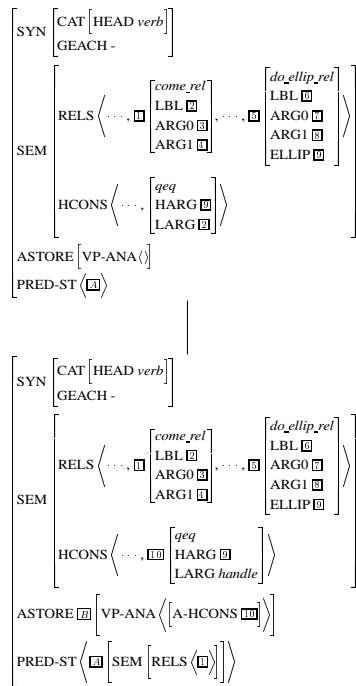 SYN [CAT [HEAD verb]
GEACH -]
SEM [RELS ⟨ ···, [1] [come_rel
LBL [2]
ARG0 [3]
ARG1 [4]], ···, [5] [do_ellip_rel
LBL [6]
ARG0 [7]
ARG1 [8]
ELLIP [9]] ⟩
HCONS ⟨ ···, [qeq
HARG [9]
LARG [2]] ⟩]
ASTORE [VP-ANA ⟨⟩]
PRED-ST ⟨[A]⟩
SYN [CAT [HEAD verb]
GEACH -]
SEM [RELS ⟨ ···, [1] [come_rel
LBL [2]
ARG0 [3]
ARG1 [4]], ···, [5] [do_ellip_rel
LBL [6]
ARG0 [7]
ARG1 [8]
ELLIP [9]] ⟩
HCONS ⟨ ···, [10] [qeq
HARG [9]
LARG handle] ⟩]
ASTORE [B] [VP-ANA ⟨[A-HCONS [10]]⟩]
PRED-ST ⟨[A] [SEM [RELS ⟨[1]⟩]]⟩